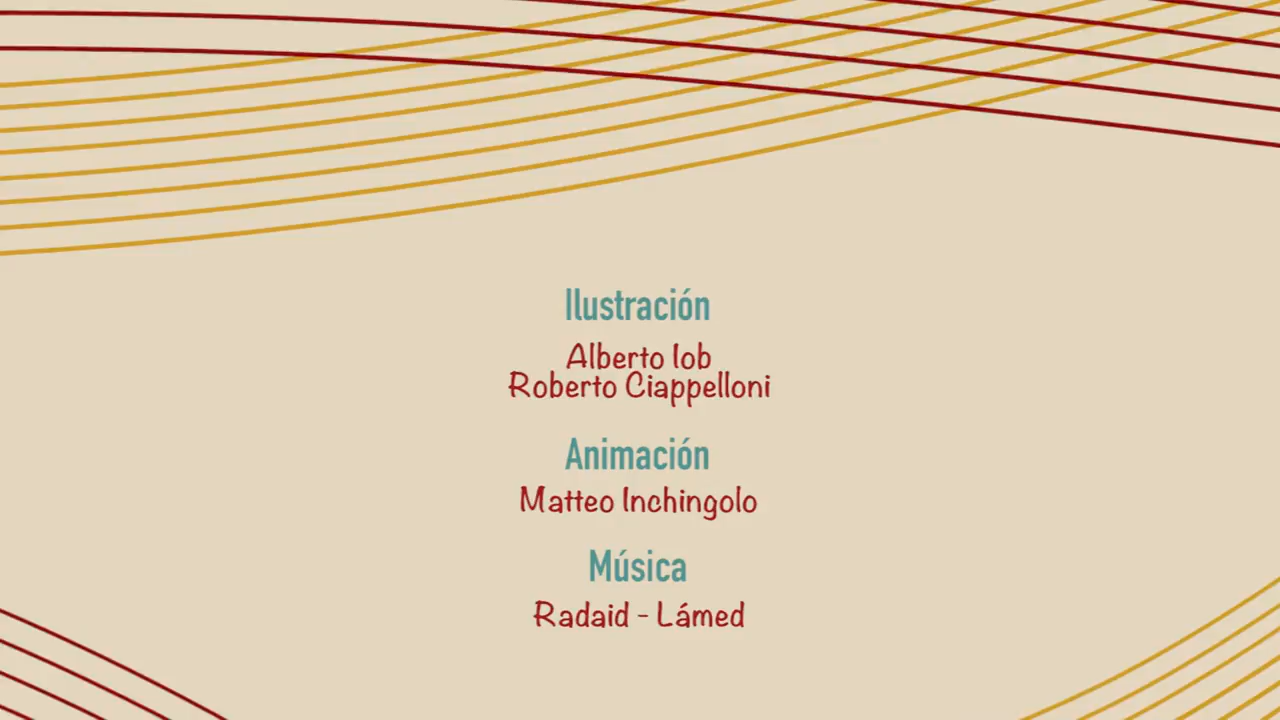 Ilustración
Alberto Iob
Roberto Ciappelloni
Animación
Matteo Inchingolo
Música
Radaid - Lámed